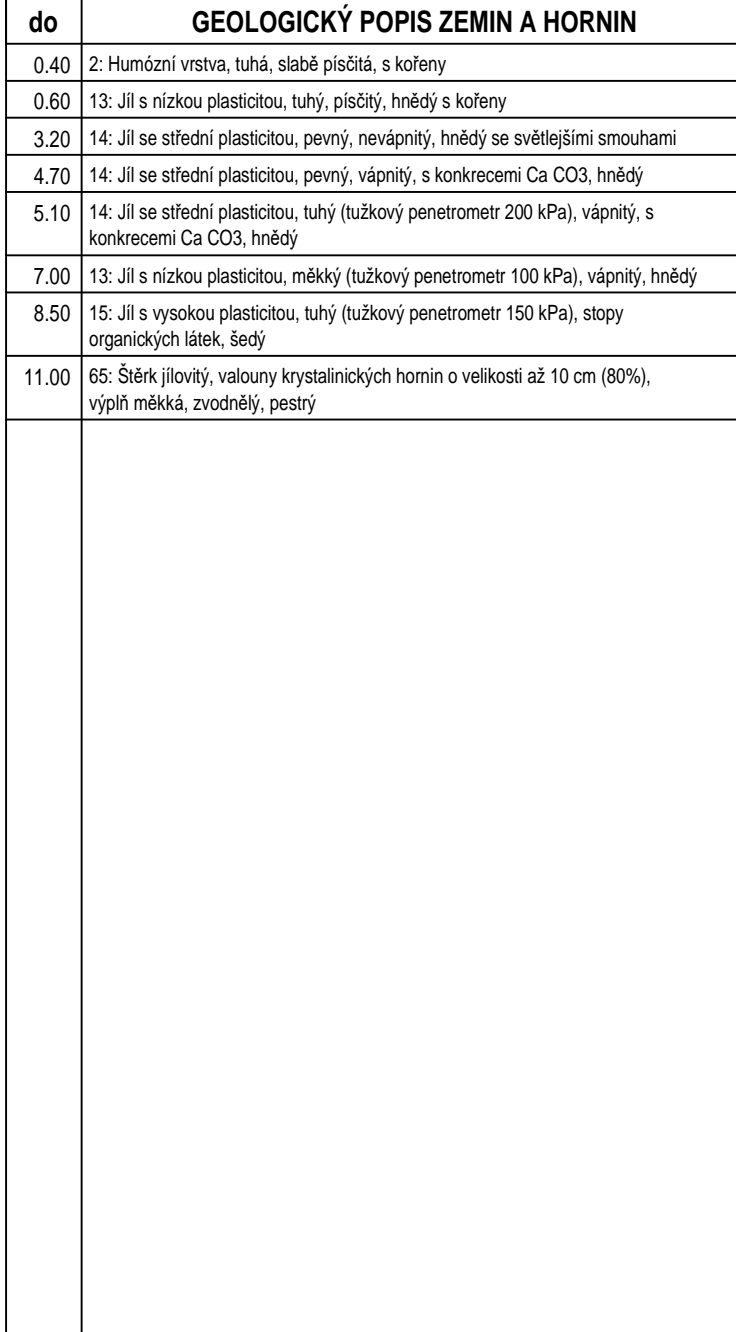 do GEOLOGICKÝ POPIS ZEMIN A HORNIN
0.40 2: Humózní vrstva, tuhá, slabě písčitá, s kořeny
0.60 13: Jíl s nízkou plasticitou, tuhý, písčitý, hnědý s kořeny
3.20 14: Jíl se střední plasticitou, pevný, nevápnitý, hnědý se světlejšími smouhami
4.70 14: Jíl se střední plasticitou, pevný, vápnitý, s konkrecemi Ca CO3, hnědý
5.10 14: Jíl se střední plasticitou, tuhý (tužkový penetrometr 200 kPa), vápnitý, s
konkrecemi Ca CO3, hnědý
7.00 13: Jíl s nízkou plasticitou, měkký (tužkový penetrometr 100 kPa), vápnitý, hnědý
8.50 15: Jíl s vysokou plasticitou, tuhý (tužkový penetrometr 150 kPa), stopy
organických látek, šedý
11.00 65: Štěrk jílovitý, valouny krystalinických hornin o velikosti až 10 cm (80%),
výplň měkká, zvodnělý, pestrý